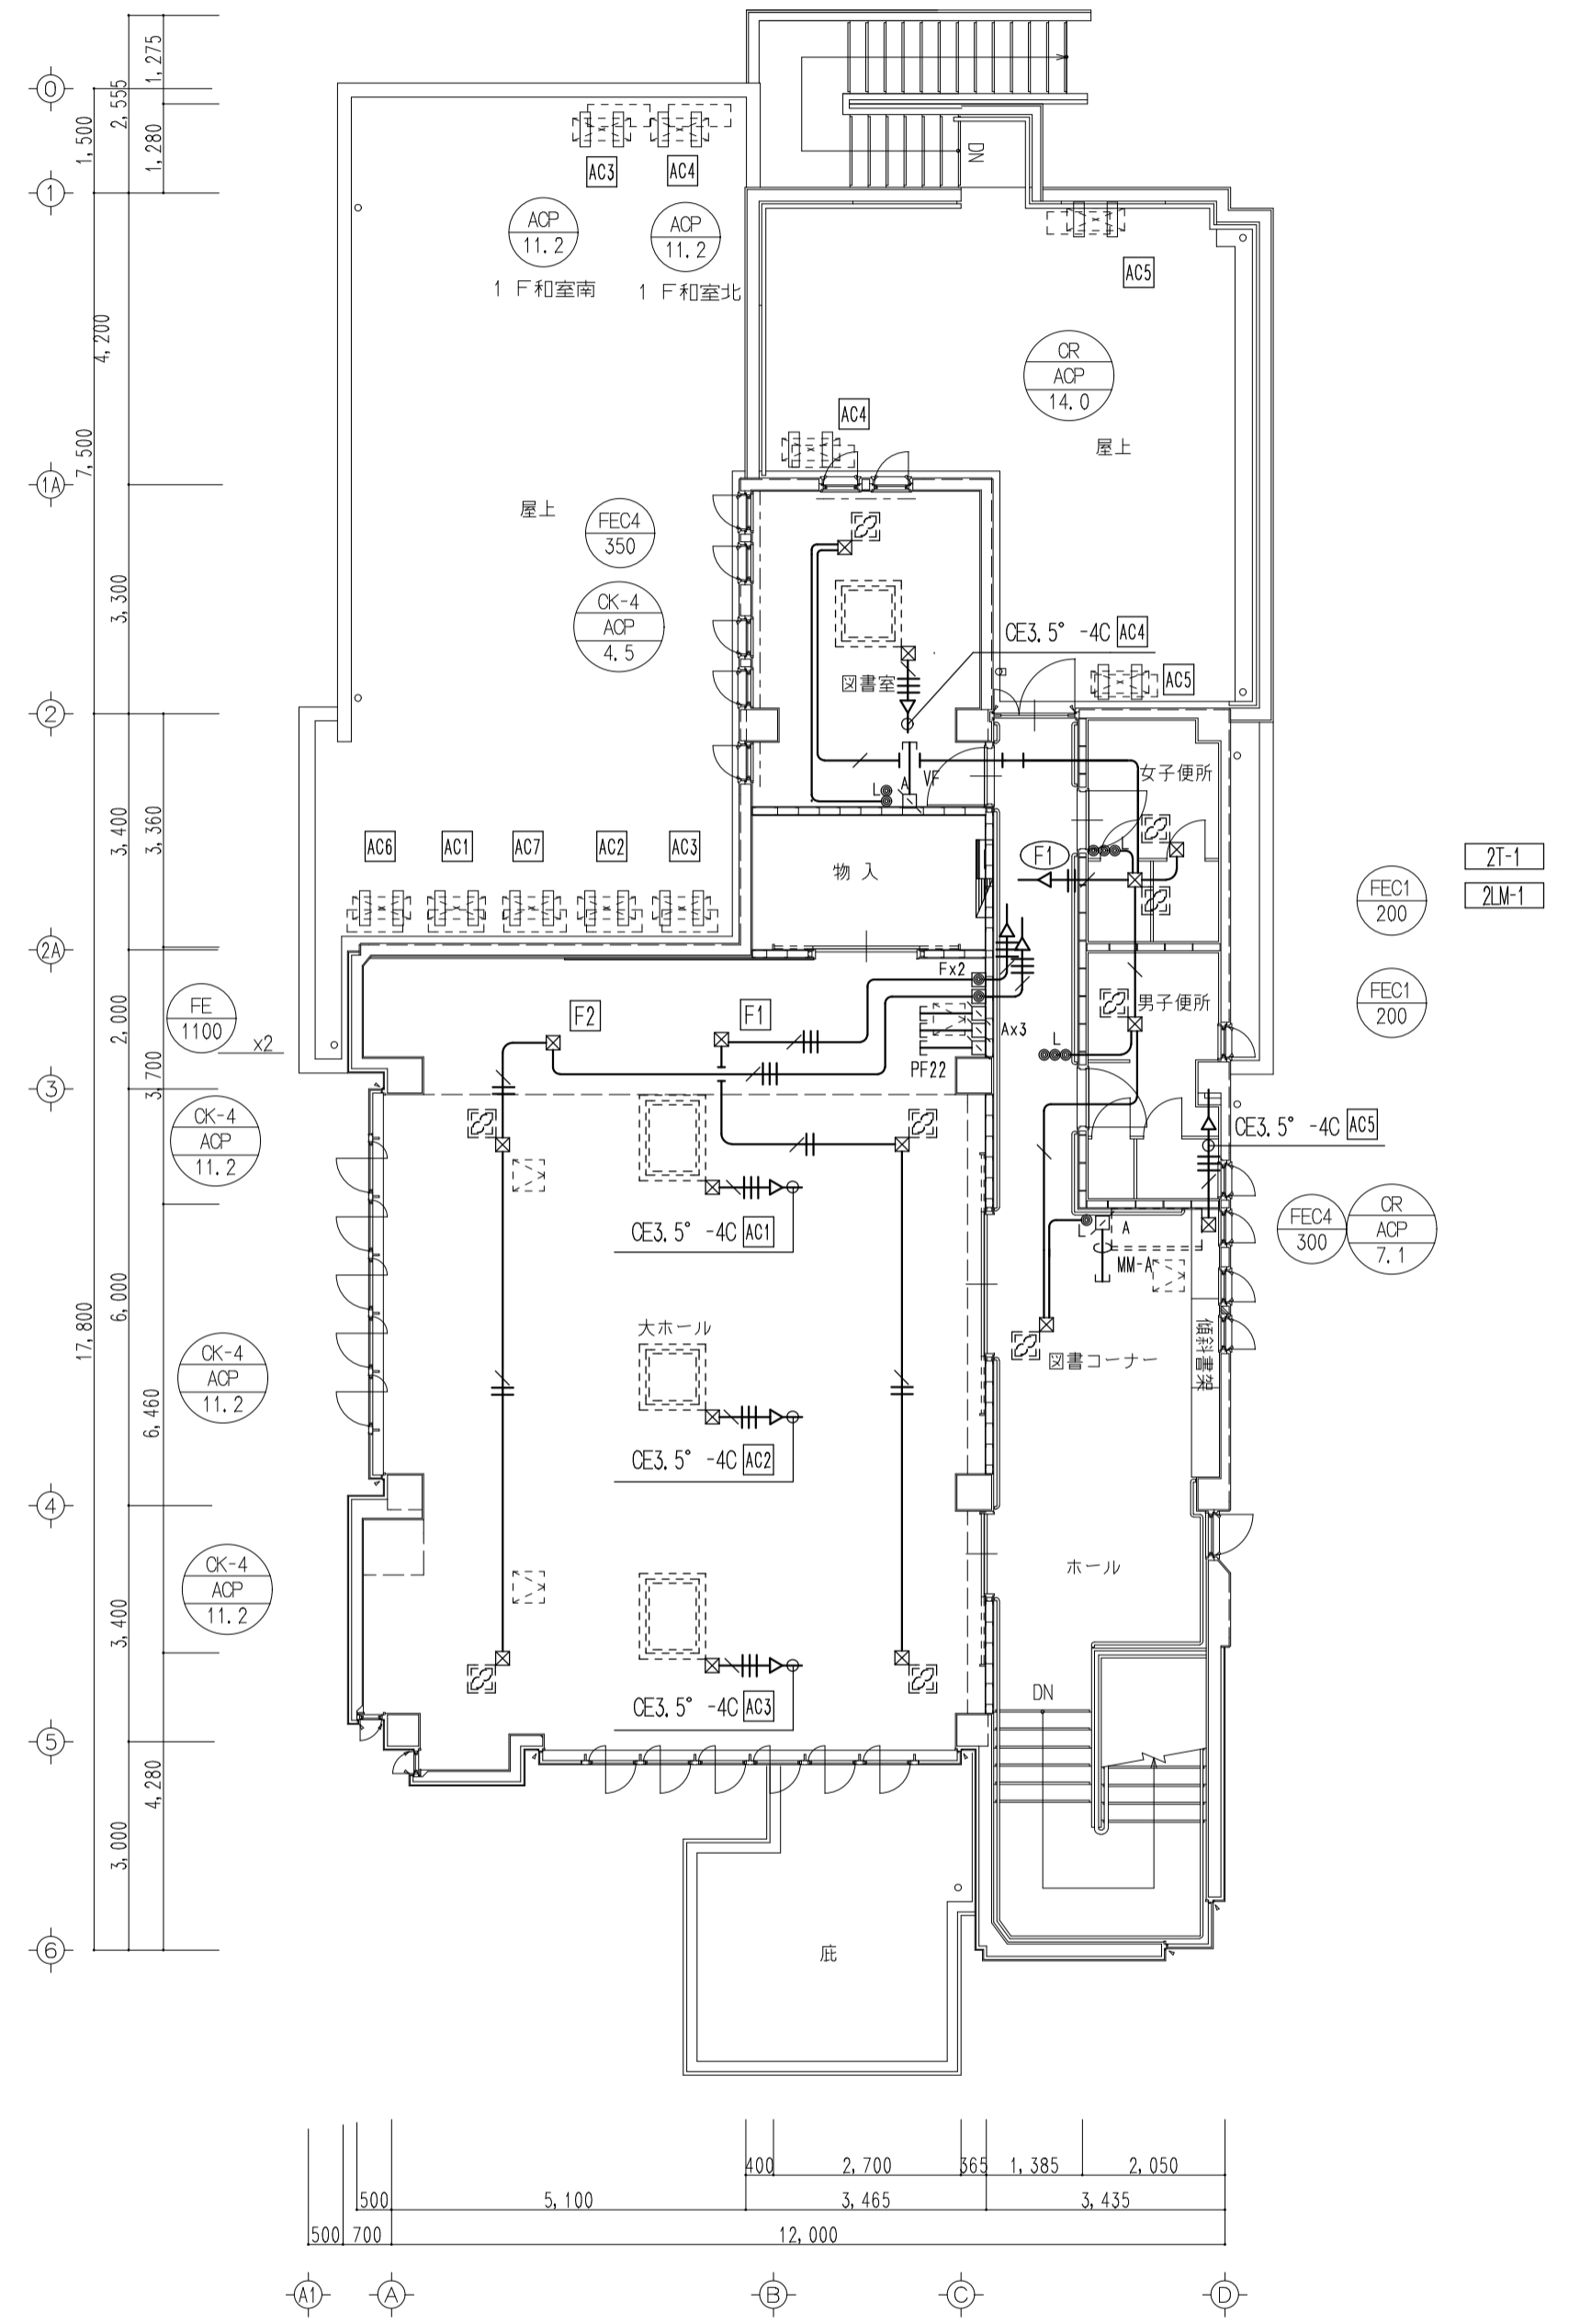 1,275
0
2,555
1,500
1,280
DN
AC3
AC4
1
ACP
11.2
ACP
11.2
AC5
1 F和室南
1 F和室北
4,200
CR
ACP
14.0
AC4
7,500
屋上
1A
屋上
FEC4
350
3,300
CK-4
ACP
4.5
CE3.5° -4C AC4
図書室
AC5
2
女子便所
L
A
VF
3,400
3,360
AC6
AC1
AC7
AC2
AC3
物 入
F1
L
2T-1
FEC1
200
2LM-1
2A
Fx2
男子便所
FEC1
200
FE
1100
x2
2,000
F2
F1
Ax3
L
PF22
3
3,700
CE3.5° -4C AC5
CK-4
ACP
11.2
CE3.5° -4C AC1
FEC4
300
CR
ACP
7.1
L
A
MM-A
6,000
17,800
大ホール
図書コーナー
傾斜書架
CK-4
ACP
11.2
6,460
CE3.5° -4C AC2
4
ホール
CK-4
ACP
11.2
3,400
CE3.5° -4C AC3
DN
5
4,280
3,000
庇
6
400
2,700
365
1,385
2,050
500
5,100
3,465
3,435
500
700
12,000
A1
A
B
C
D